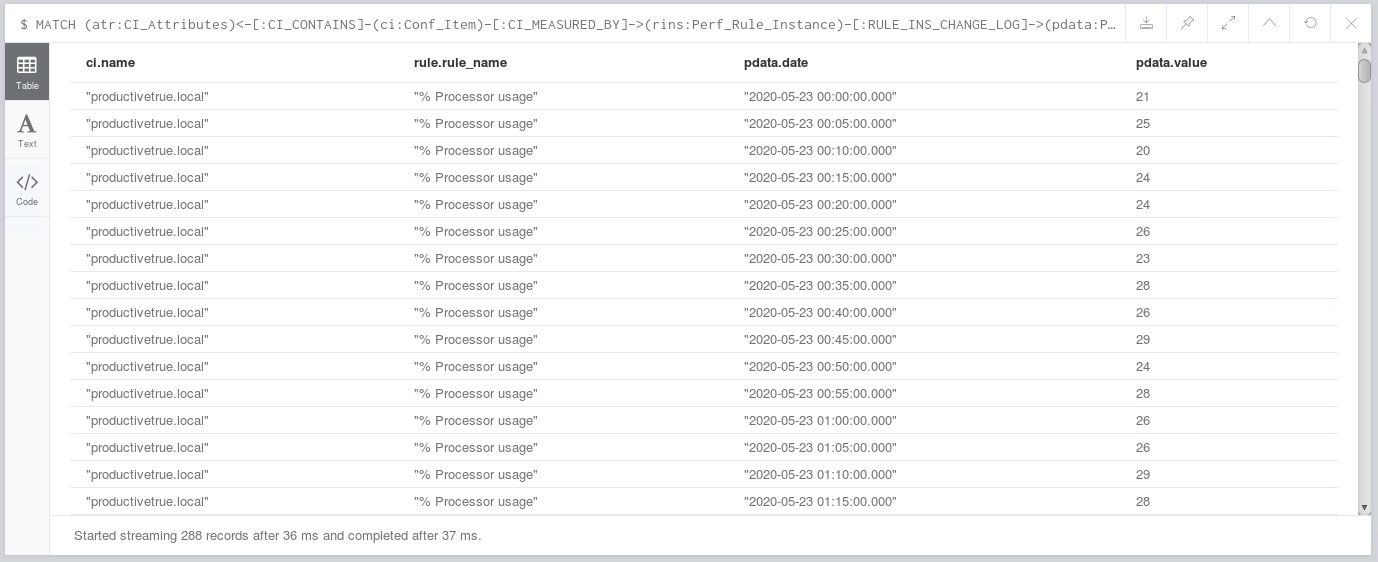 $ MATCH (atr:CI_Attributes)<-[:CI_CONTAINS]-(ci:Conf_Item)-[:CI_MEASURED_BY]->(rins:Perf_Rule_Instance)-[:RULE_INS_CHANGE_LOG]->(pdata:P…
Table
Text
Code
ci.name rule.rule_name pdata.date pdata.value
"productivetrue.local" "% Processor usage" "2020-05-23 00:00:00.000" 21
"productivetrue.local" "% Processor usage" "2020-05-23 00:05:00.000" 25
"productivetrue.local" "% Processor usage" "2020-05-23 00:10:00.000" 20
"productivetrue.local" "% Processor usage" "2020-05-23 00:15:00.000" 24
"productivetrue.local" "% Processor usage" "2020-05-23 00:20:00.000" 24
"productivetrue.local" "% Processor usage" "2020-05-23 00:25:00.000" 26
"productivetrue.local" "% Processor usage" "2020-05-23 00:30:00.000" 23
"productivetrue.local" "% Processor usage" "2020-05-23 00:35:00.000" 28
"productivetrue.local" "% Processor usage" "2020-05-23 00:40:00.000" 26
"productivetrue.local" "% Processor usage" "2020-05-23 00:45:00.000" 29
"productivetrue.local" "% Processor usage" "2020-05-23 00:50:00.000" 24
"productivetrue.local" "% Processor usage" "2020-05-23 00:55:00.000" 28
"productivetrue.local" "% Processor usage" "2020-05-23 01:00:00.000" 26
"productivetrue.local" "% Processor usage" "2020-05-23 01:05:00.000" 26
"productivetrue.local" "% Processor usage" "2020-05-23 01:10:00.000" 29
"productivetrue.local" "% Processor usage" "2020-05-23 01:15:00.000" 28
Started streaming 288 records after 36 ms and completed after 37 ms.